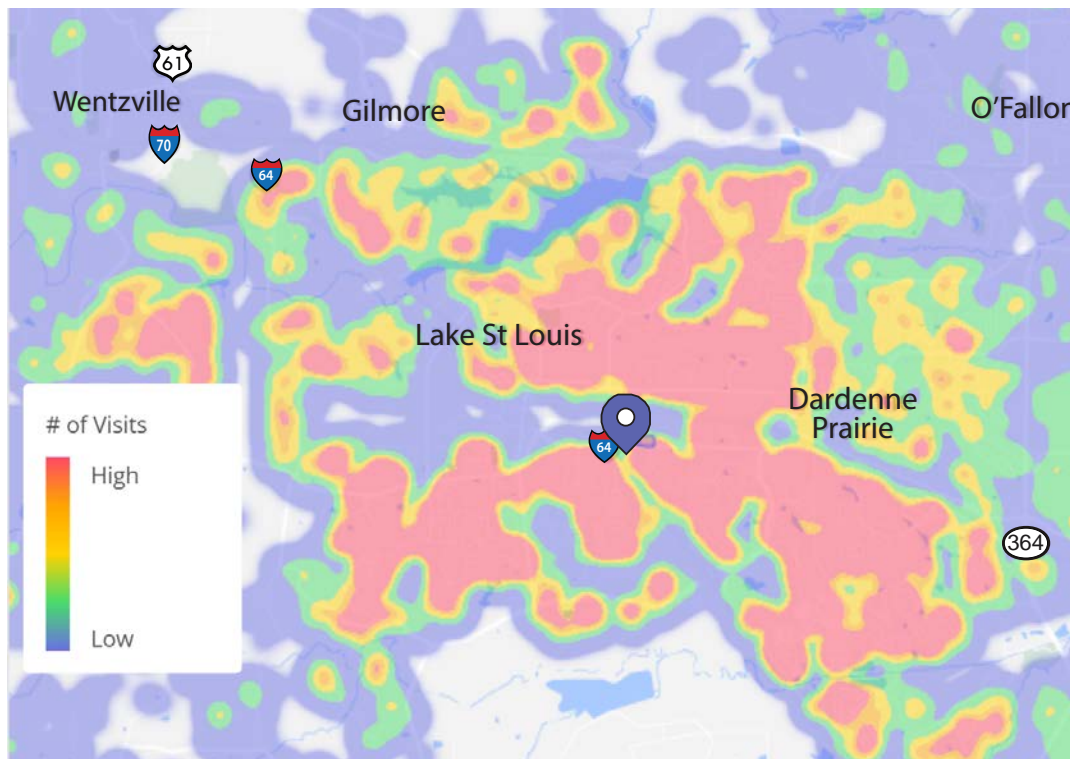 61
Wentzville
Gilmore
O'Fallon
70
64
Lake St Louis
Dardenne
Prairie
# of Visits
High
Low
64
364